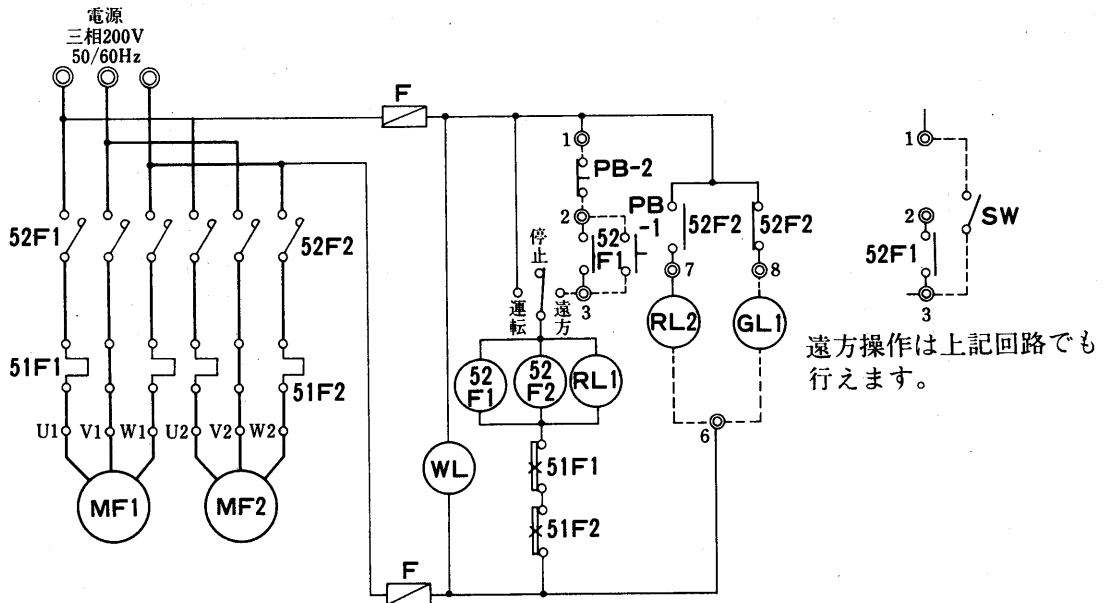 電源
三相200V
50/60Hz
F
1
PB-2
2
PB
-1
52
F1
3
停止
運転
遠方
52F2
52F2
7
8
RL2
GL1
6
52F1
52F2
51F1
51F2
U1
V1
W1
U2
V2
W2
MF1
MF2
WL
52
F1
52
F2
RL1
51F1
51F2
F
1
2
SW
52F1
3
遠方操作は上記回路でも
行えます。